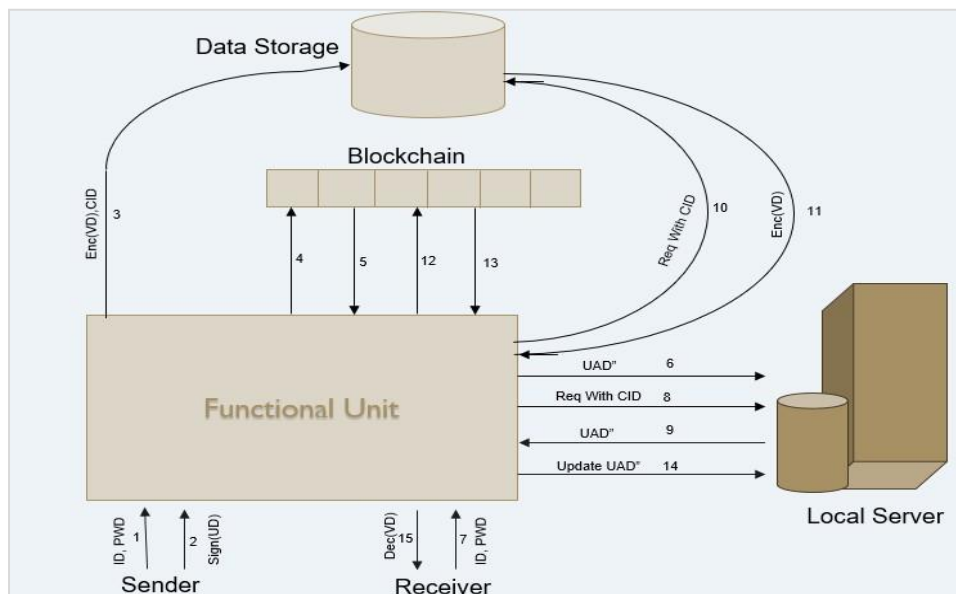 Data Storage
Blockchain
Enc(VD),CID
3
4
5
12
13
Req With CID
10
Enc(VD)
11
Functional Unit
UAD” 6
Req With CID 8
UAD” 9
Update UAD” 14
Local Server
ID, PWD
1
2
Sign(UD)
Dec(VD)
15
7
ID, PWD
Sender
Receiver